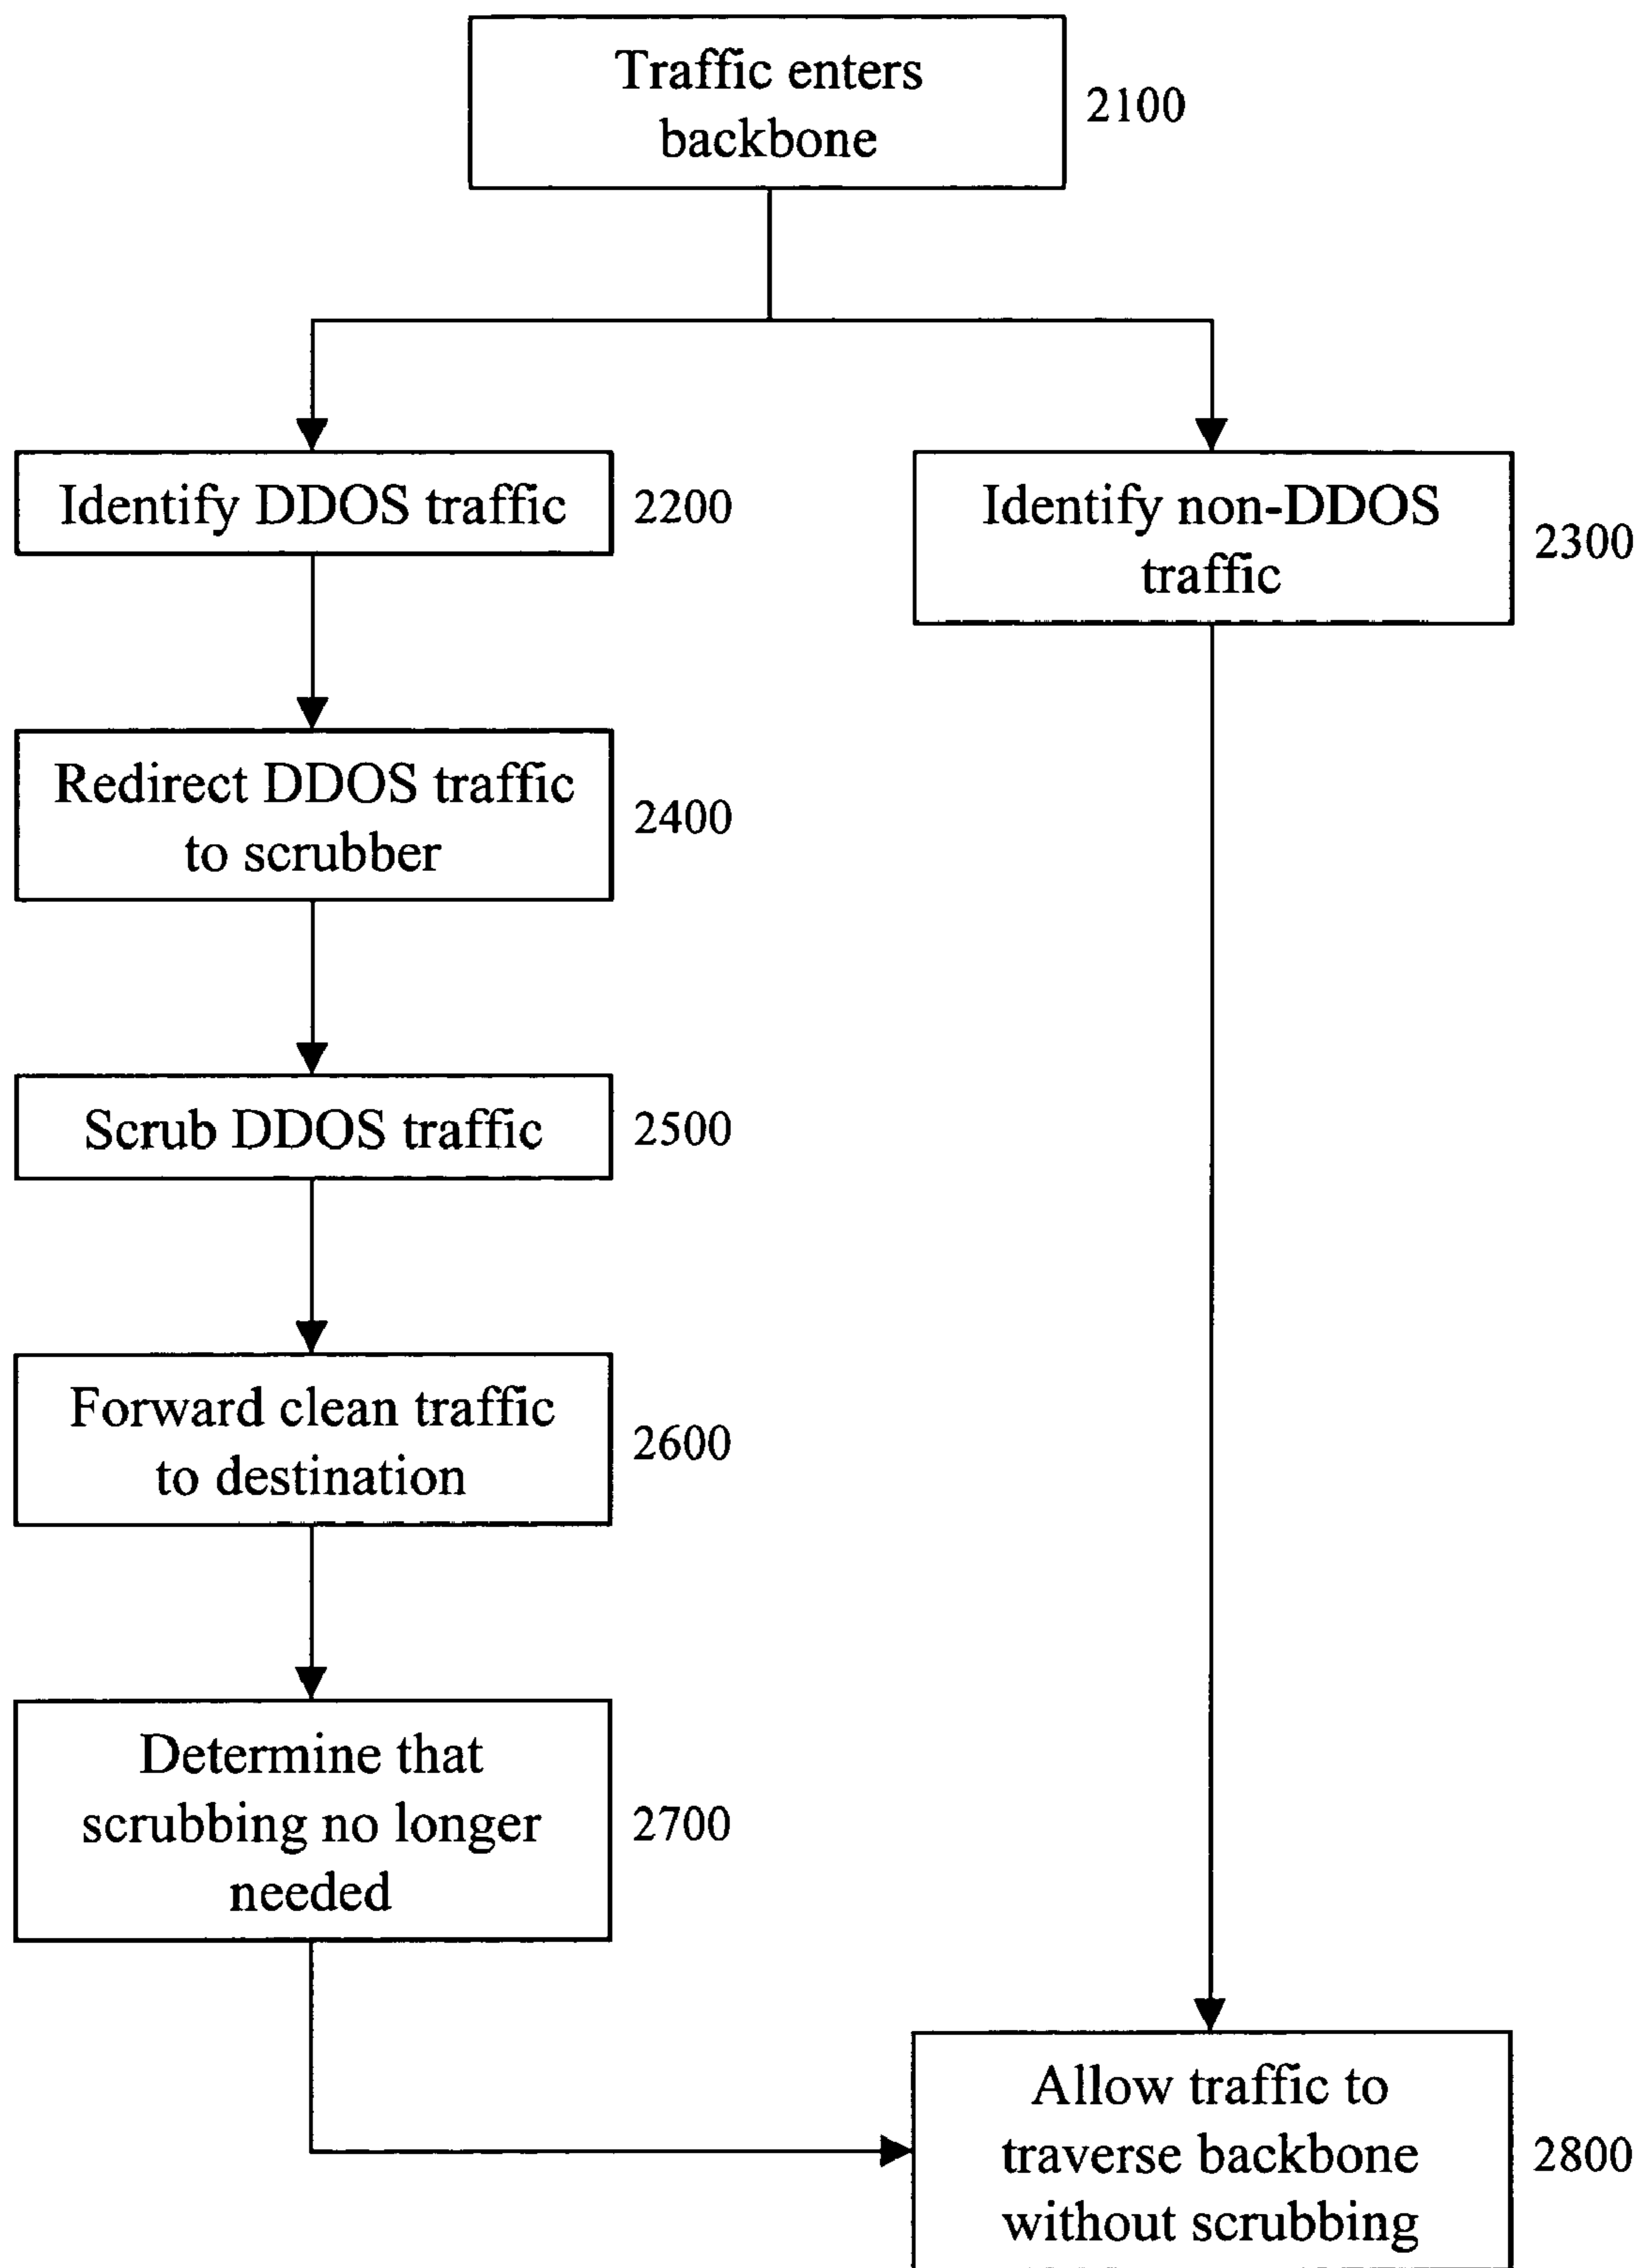 Traffic enters
backbone
2100
Identify DDOS traffic
2200
Identify non-DDOS
traffic
2300
Redirect DDOS traffic
to scrubber
2400
Scrub DDOS traffic
2500
Forward clean traffic
to destination
2600
Determine that
scrubbing no longer
needed
2700
Allow traffic to
traverse backbone
without scrubbing
2800